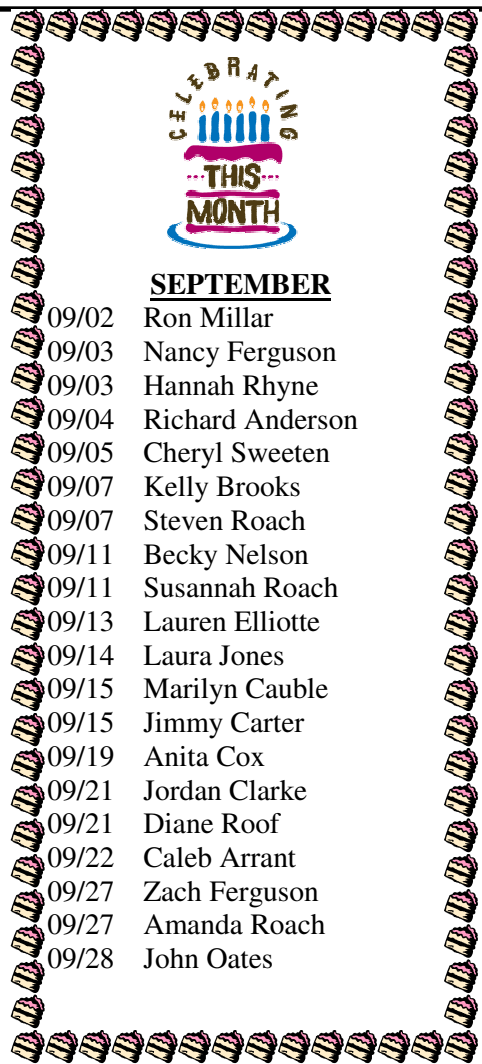 CELEBRATING
THIS
MONTH
SEPTEMBER
09/02 Ron Millar
09/03 Nancy Ferguson
09/03 Hannah Rhyne
09/04 Richard Anderson
09/05 Cheryl Sweeten
09/07 Kelly Brooks
09/07 Steven Roach
09/11 Becky Nelson
09/11 Susannah Roach
09/13 Lauren Elliotte
09/14 Laura Jones
09/15 Marilyn Cauble
09/15 Jimmy Carter
09/19 Anita Cox
09/21 Jordan Clarke
09/21 Diane Roof
09/22 Caleb Arrant
09/27 Zach Ferguson
09/27 Amanda Roach
09/28 John Oates